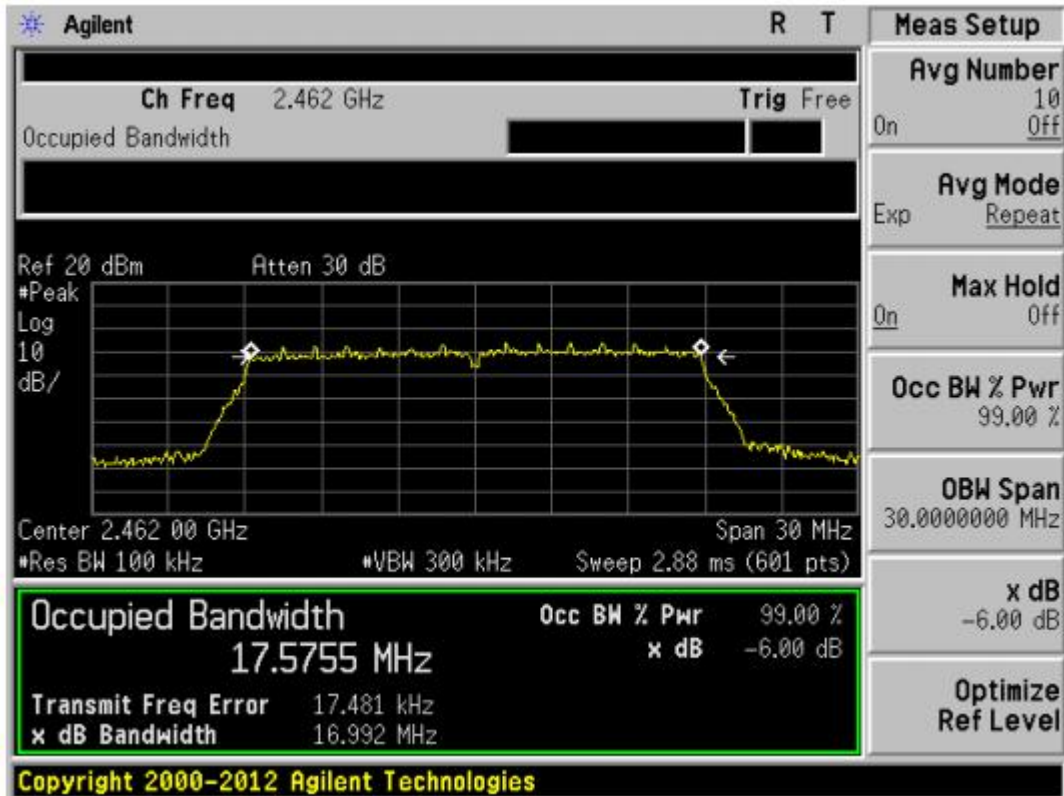 Agilent R T
Ch Freq 2.462 GHz Trig Free
Occupied Bandwidth
Ref 20 dBm Atten 30 dB
#Peak
Log
10
dB/
Center 2.462 00 GHz Span 30 MHz
#Res BW 100 kHz #VBW 300 kHz Sweep 2.88 ms (601 pts)
Occupied Bandwidth Occ BW % Pwr 99.00 %
17.5755 MHz x dB -6.00 dB
Transmit Freq Error 17.481 kHz
x dB Bandwidth 16.992 MHz
Copyright 2000-2012 Agilent Technologies
Meas Setup
Avg Number
10
On Off
Avg Mode
Exp Repeat
Max Hold
On Off
Occ BW % Pwr
99.00 %
OBW Span
30.0000000 MHz
x dB
-6.00 dB
Optimize
Ref Level